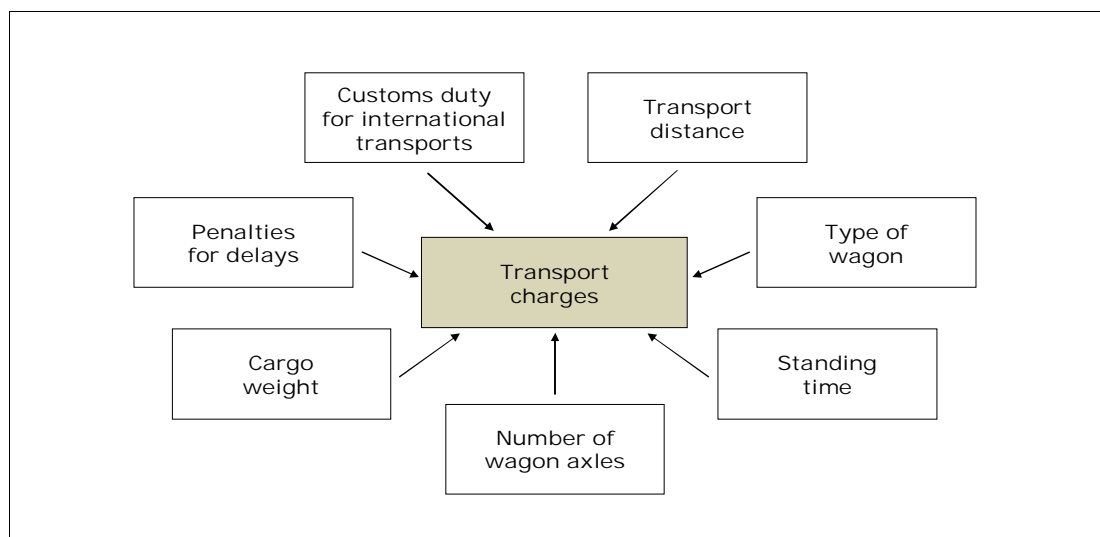 Customs duty
for international
transports
Transport
distance
Penalties
for delays
Type of
wagon
Transport
charges
Cargo
weight
Standing
time
Number of
wagon axles